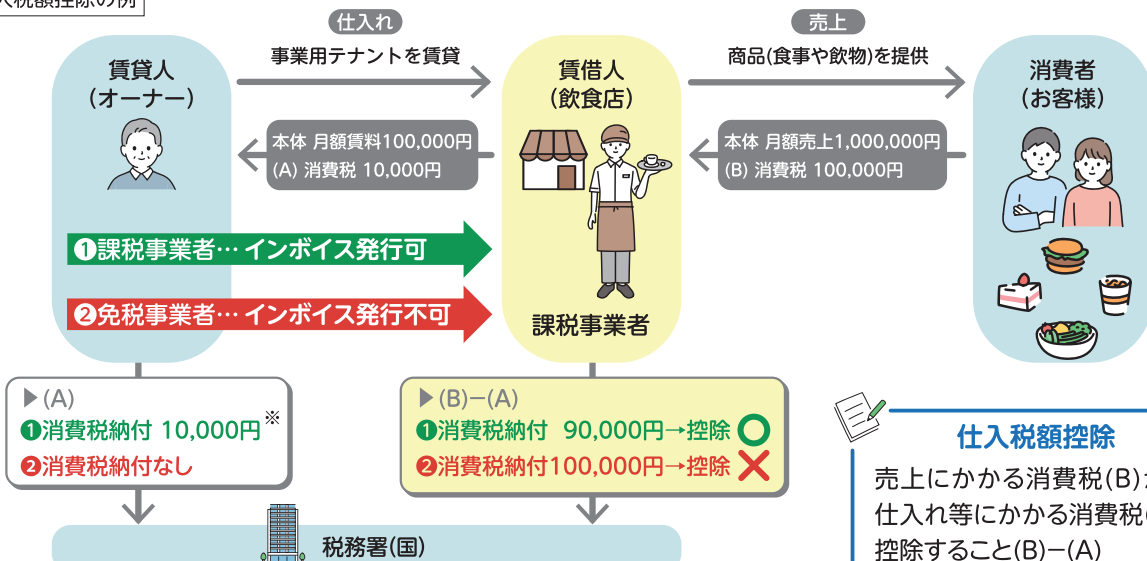 入税額控除の例
仕入れ
事業用テナントを賃貸
売上
商品(食事や飲物)を提供
賃貸人
(オーナー)
賃借人
(飲食店)
消費者
(お客様)
本体 月額賃料100,000円
(A) 消費税 10,000円
本体 月額売上1,000,000円
(B) 消費税 100,000円
❶課税事業者… インボイス発行可
❷免税事業者… インボイス発行不可
課税事業者
▶(A)
❶消費税納付 10,000円※
❷消費税納付なし
▶(B)−(A)
❶消費税納付 90,000円→控除 ○
❷消費税納付100,000円→控除 ×
税務署(国)
仕入税額控除
売上にかかる消費税(B)
仕入れ等にかかる消費税(
控除すること(B)−(A)